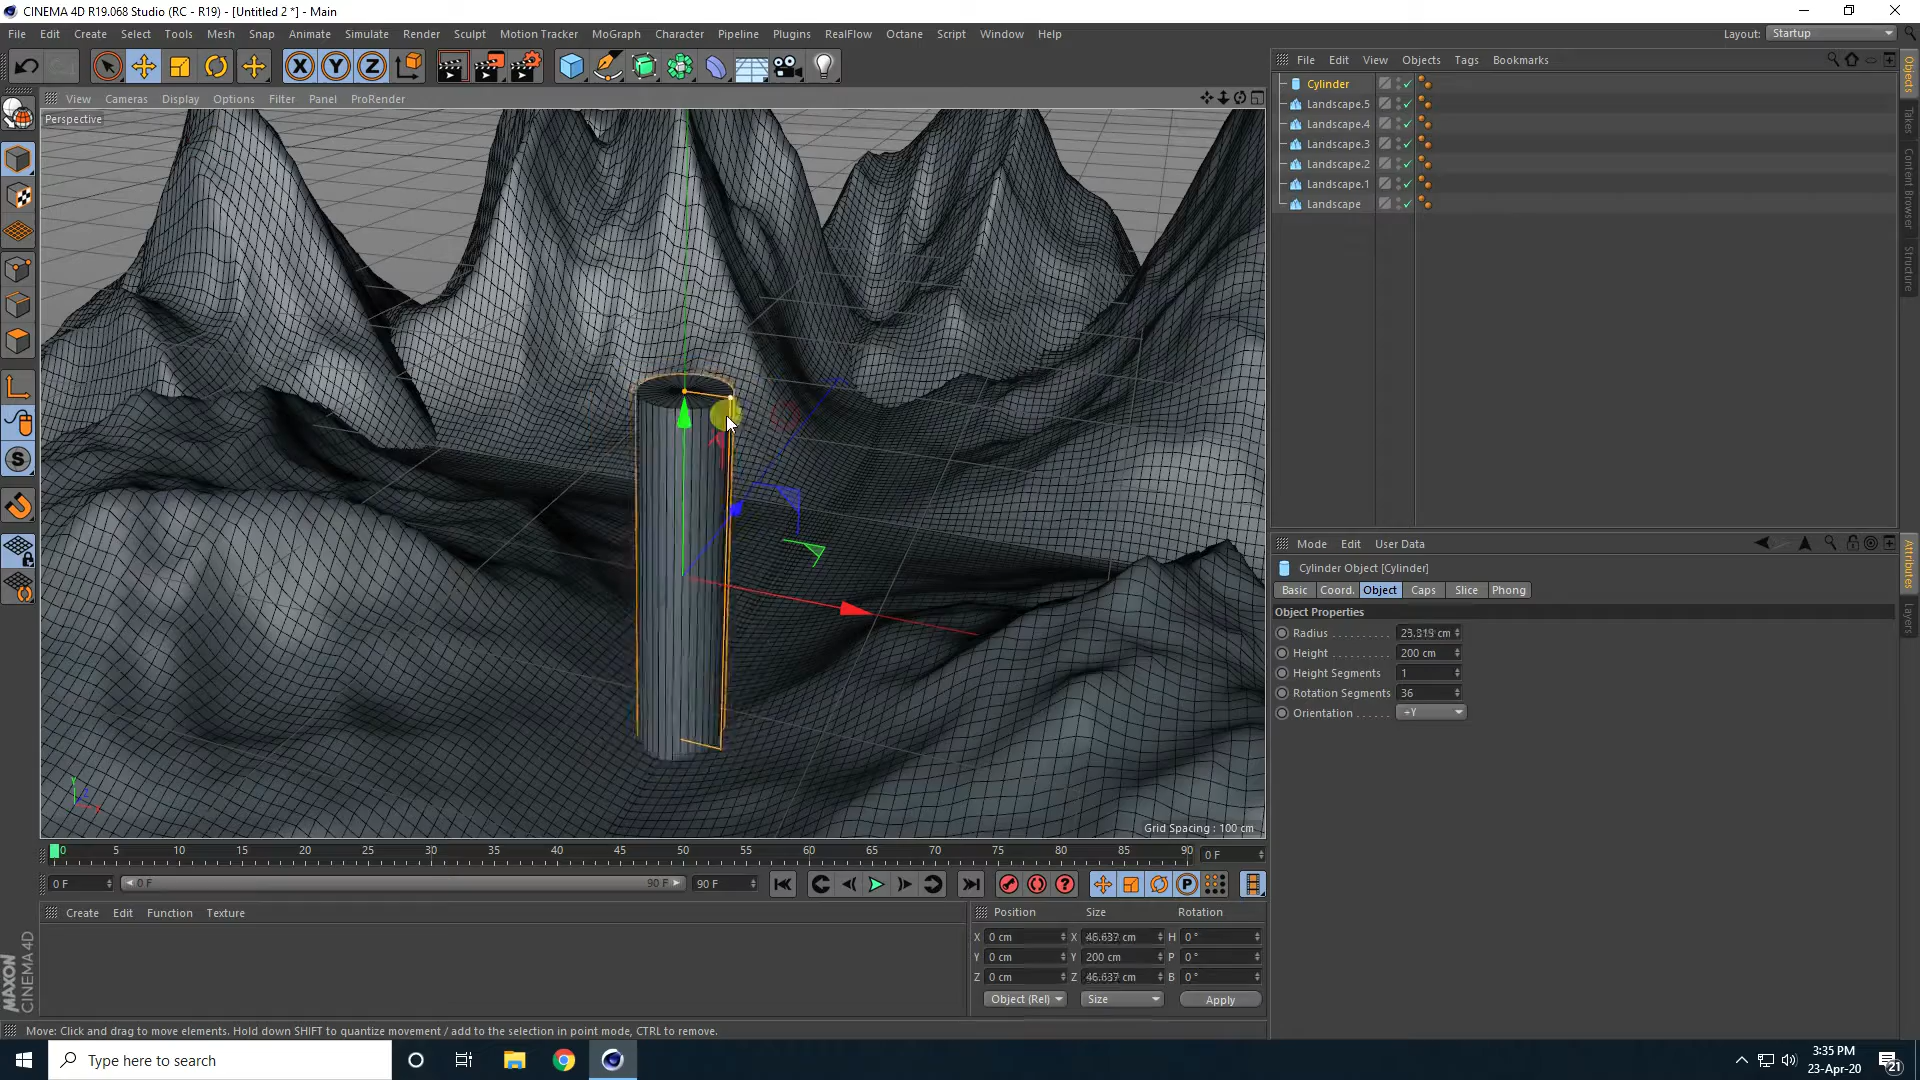 CINEMA 4D R19.068 Studio (RC - R19) - [Untitled 2 *] - Main
File Edit Create Select Tools Mesh Snap Animate Simulate Render Sculpt Motion Tracker MoGraph Character Pipeline Plugins RealFlow Octane Script Window Help
Layout: Startup
X Y Z
View Cameras Display Options Filter Panel ProRender
Perspective
File Edit View Objects Tags Bookmarks
Cylinder
Landscape.5
Landscape.4
Landscape.3
Landscape.2
Landscape.1
Landscape
Objects
Takes
Content Browser
Structure
Mode Edit User Data
Cylinder Object [Cylinder]
Basic Coord. Object Caps Slice Phong
Object Properties
Radius 23.319 cm
Height 200 cm
Height Segments 1
Rotation Segments 36
Orientation +Y
Attributes
Layers
Grid Spacing : 100 cm
0 5 10 15 20 25 30 35 40 45 50 55 60 65 70 75 80 85 90 0 F
0 F 0 F 90 F 90 F
Create Edit Function Texture
Position Size Rotation
X 0 cm X 46.637 cm H 0 °
Y 0 cm Y 200 cm P 0 °
Z 0 cm Z 46.637 cm B 0 °
Object (Rel) Size Apply
MAXON
CINEMA 4D
Move: Click and drag to move elements. Hold down SHIFT to quantize movement / add to the selection in point mode, CTRL to remove.
Type here to search
3:35 PM
23-Apr-20
21